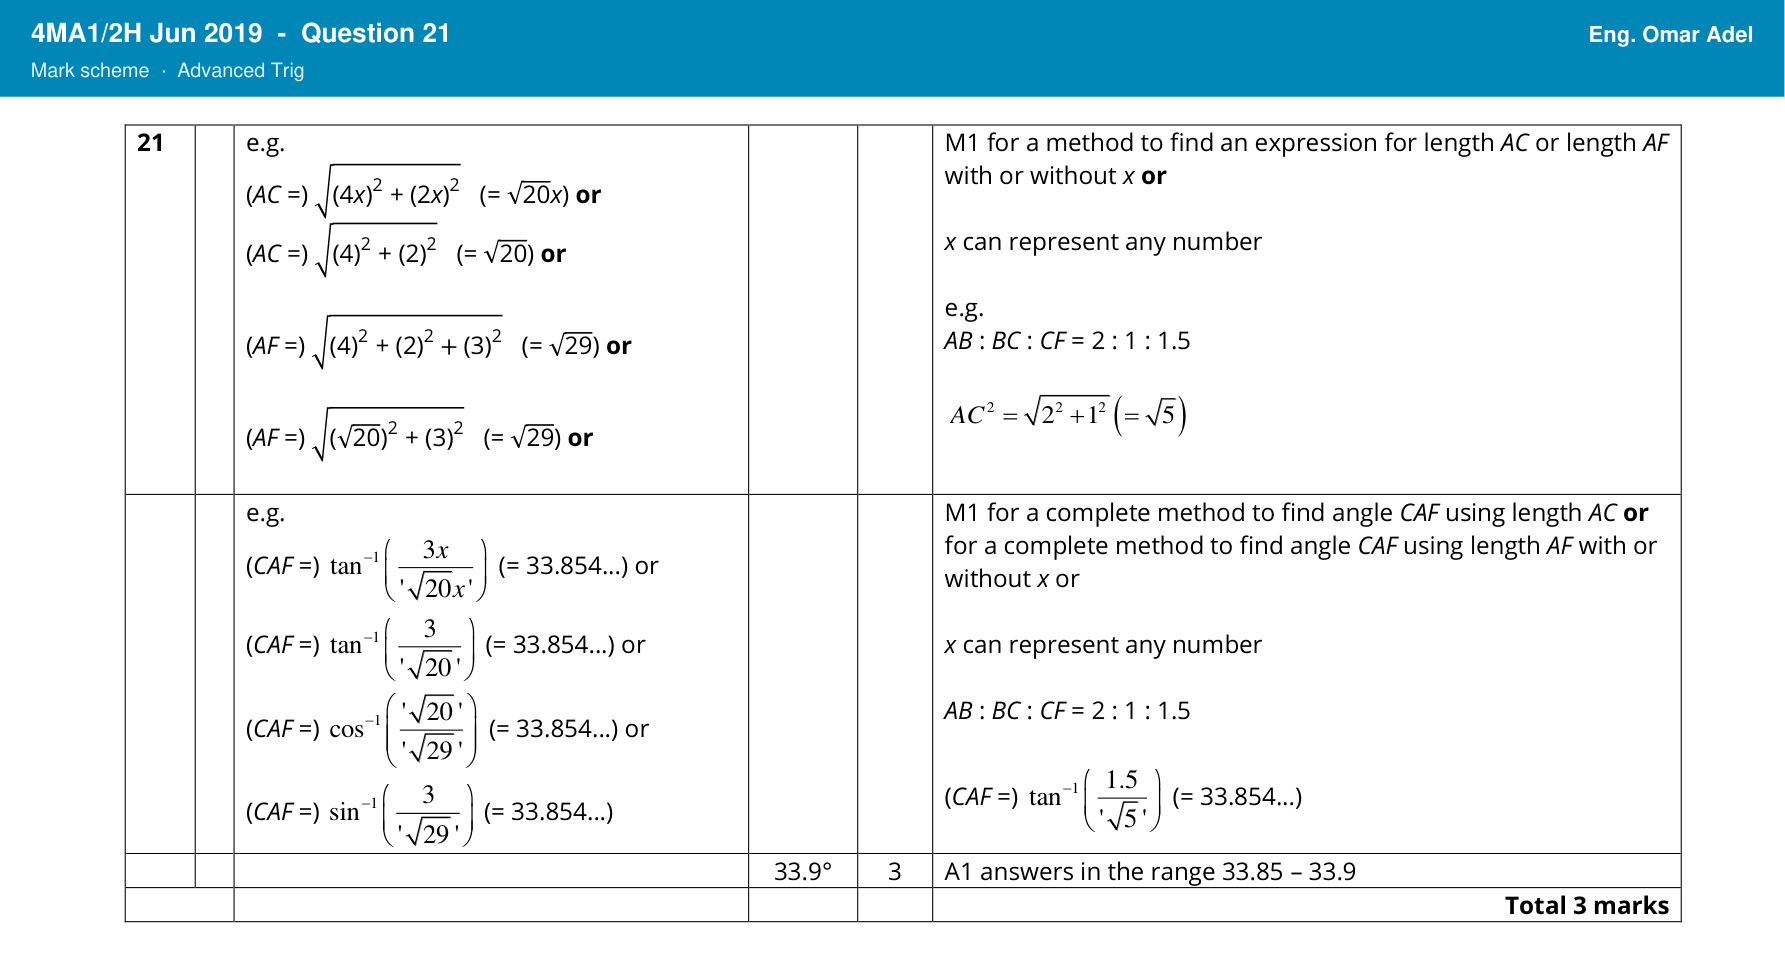 4MA1/2H Jun 2019 - Question 21
Eng. Omar Adel
Mark scheme · Advanced Trig
21
e.g.
(AC =) √((4x)² + (2x)²) (= √20x) or
(AC =) √((4)² + (2)²) (= √20) or
(AF =) √((4)² + (2)² + (3)²) (= √29) or
(AF =) √((√20)² + (3)²) (= √29) or
M1 for a method to find an expression for length AC or length AF
with or without x or
x can represent any number
e.g.
AB : BC : CF = 2 : 1 : 1.5
AC² = √(2² + 1²) (= √5)
e.g.
(CAF =) tan⁻¹(3x / '√20x') (= 33.854...) or
(CAF =) tan⁻¹(3 / '√20') (= 33.854...) or
(CAF =) cos⁻¹('√20' / '√29') (= 33.854...) or
(CAF =) sin⁻¹(3 / '√29') (= 33.854...)
M1 for a complete method to find angle CAF using length AC or
for a complete method to find angle CAF using length AF with or
without x or
x can represent any number
AB : BC : CF = 2 : 1 : 1.5
(CAF =) tan⁻¹(1.5 / '√5') (= 33.854...)
33.9°
3
A1 answers in the range 33.85 – 33.9
Total 3 marks